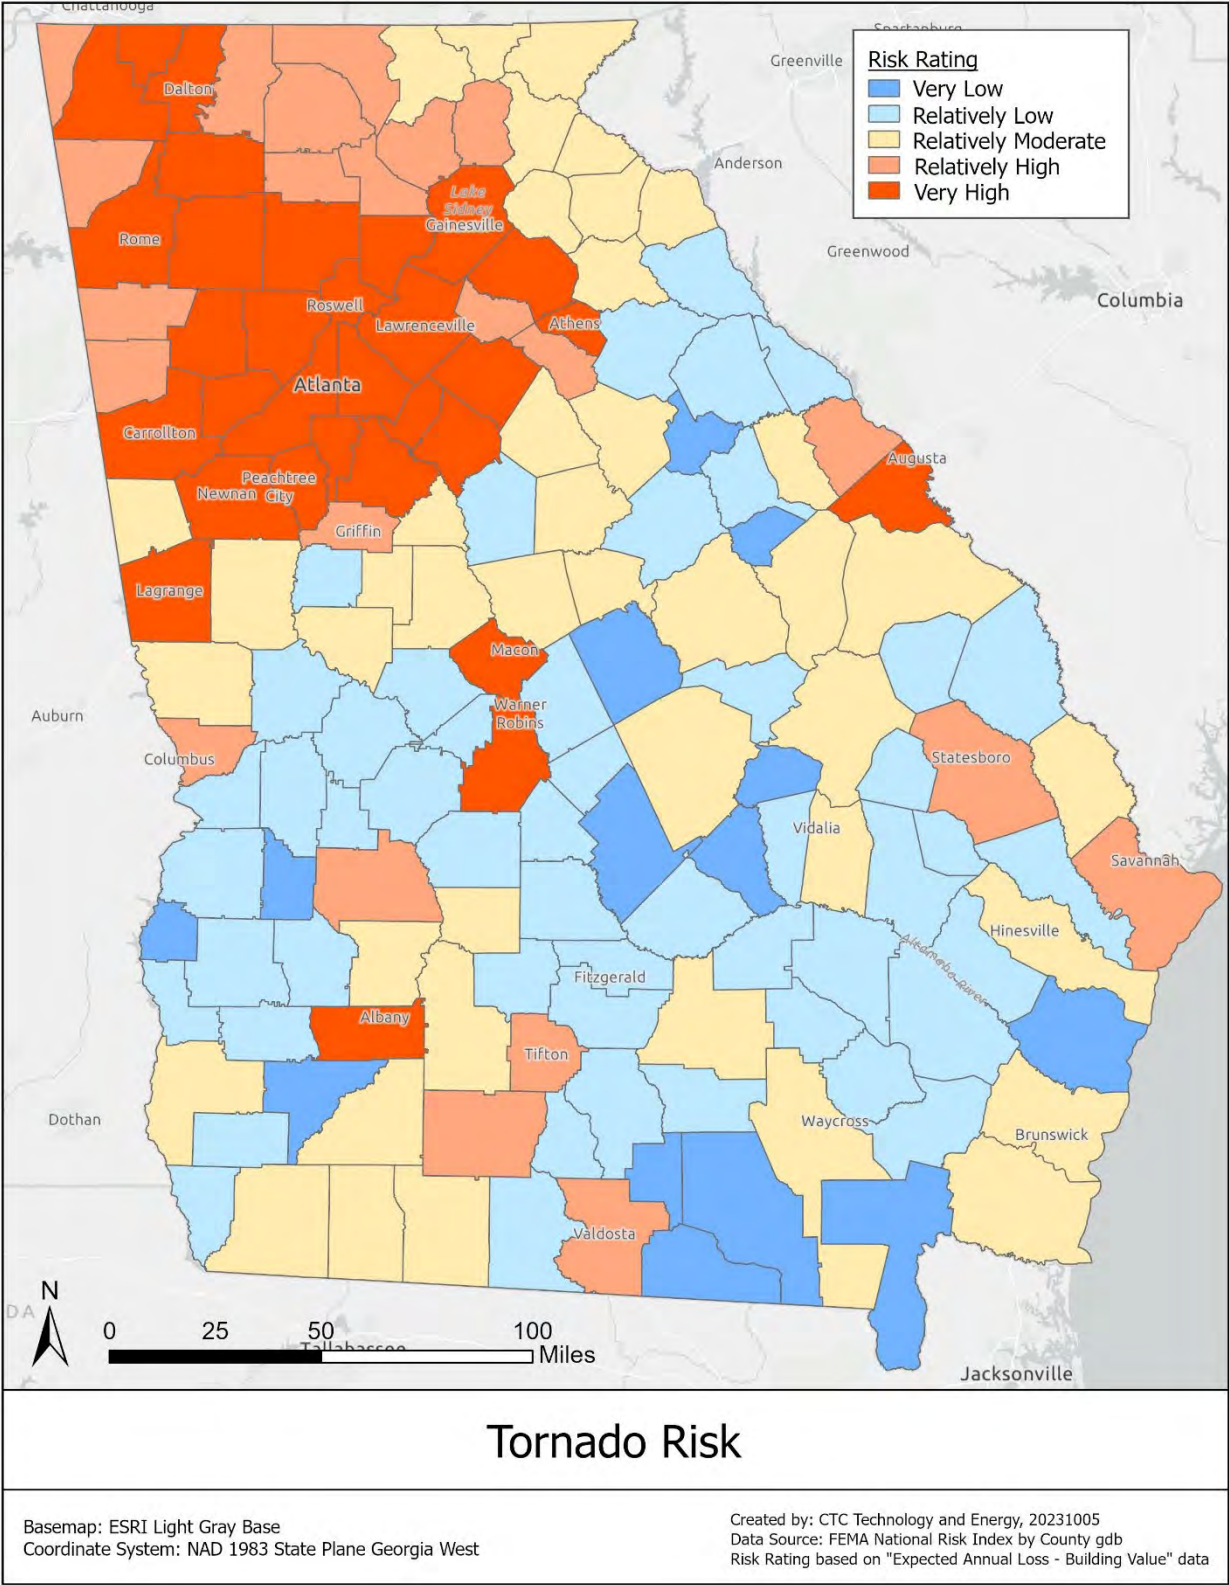 Chattanooga
Spartanburg
Greenville
Risk Rating
Very Low
Relatively Low
Relatively Moderate
Relatively High
Very High
Dalton
Anderson
Lake
Sidney
Gainesville
Rome
Greenwood
Columbia
Roswell
Lawrenceville
Athens
Atlanta
Carrollton
Augusta
Peachtree
City
Newnan
Griffin
Lagrange
Macon
Auburn
Warner
Robins
Columbus
Statesboro
Vidalia
Savannah
Hinesville
Altamaha River
Fitzgerald
Albany
Tifton
Dothan
Waycross
Brunswick
Valdosta
N
DA
0 25 50 100
Miles
Tallahassee
Jacksonville
Tornado Risk
Basemap: ESRI Light Gray Base
Coordinate System: NAD 1983 State Plane Georgia West
Created by: CTC Technology and Energy, 20231005
Data Source: FEMA National Risk Index by County gdb
Risk Rating based on "Expected Annual Loss - Building Value" data